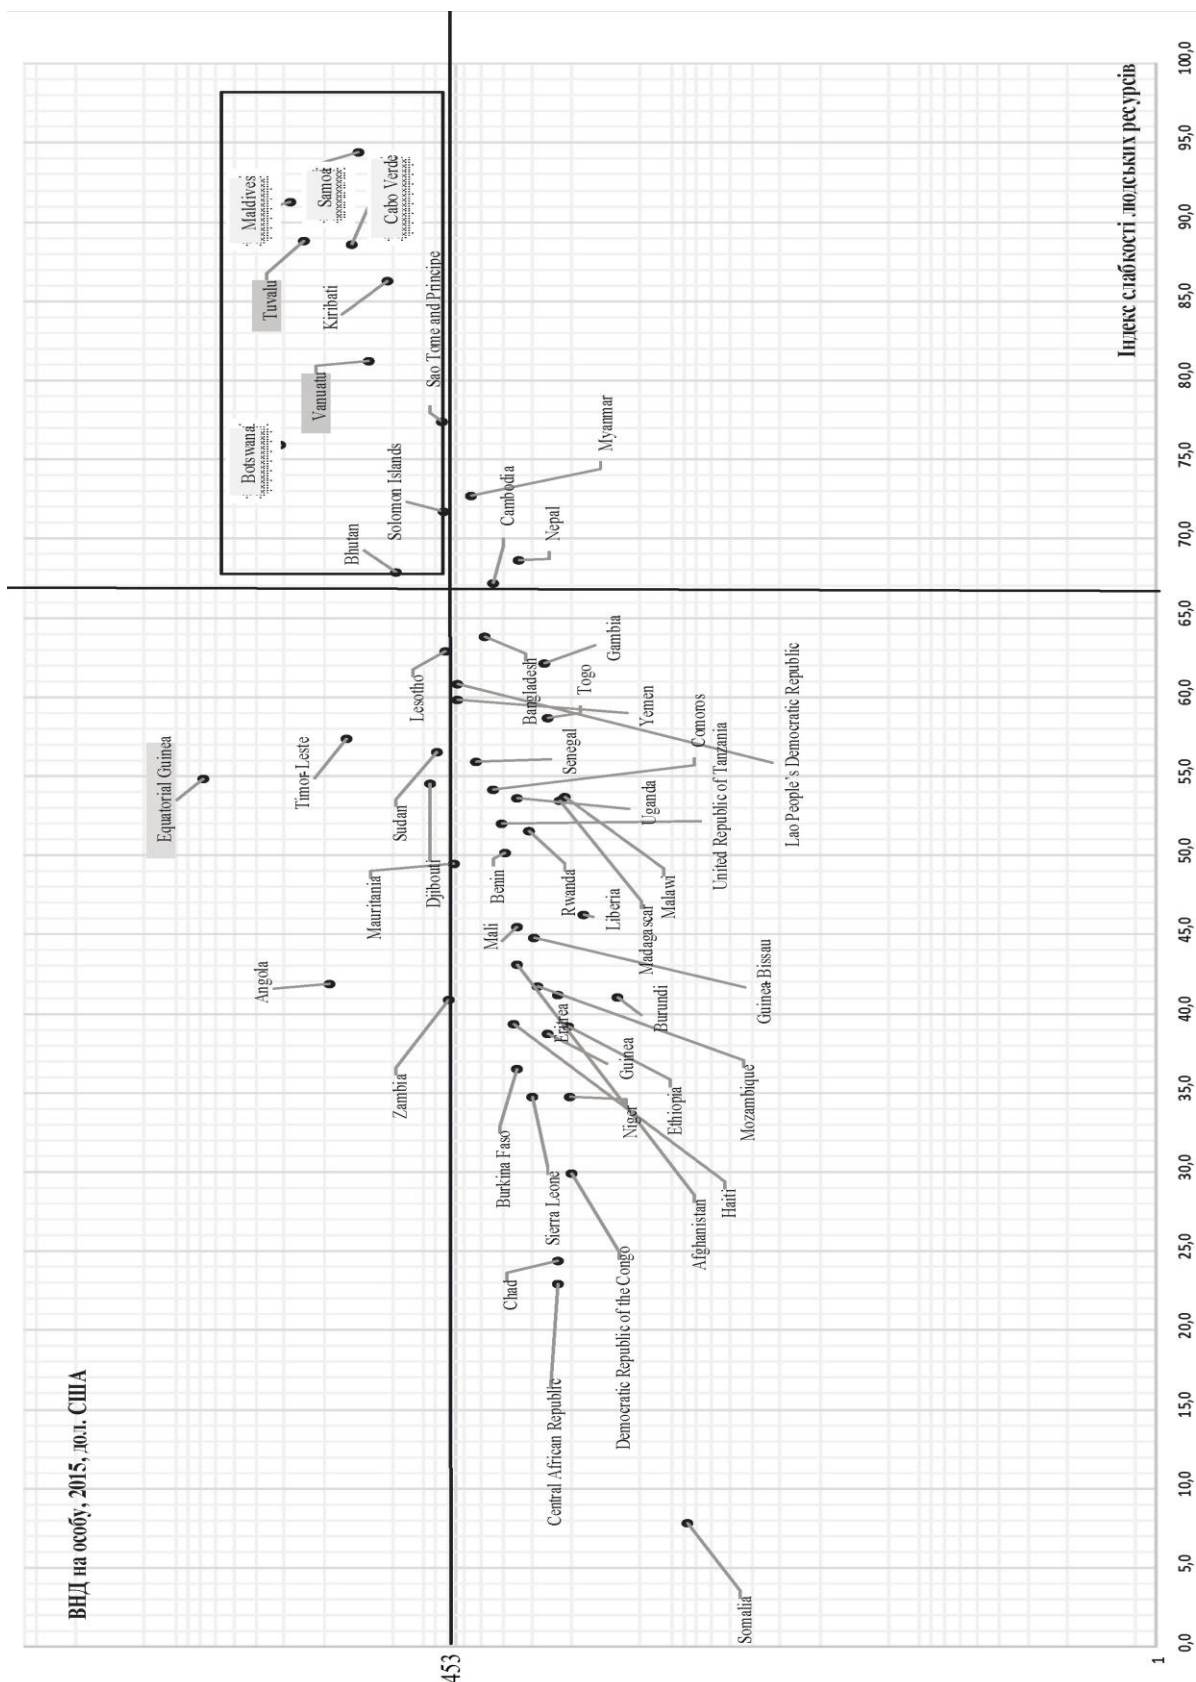 ВНД на особу, 2015, дол. США
Equatorial Guinea
Botswana
Maldives
Tuvalu
Samoa
Cabo Verde
Vanuatu
Kiribati
Sao Tome and Principe
Bhutan
Solomon Islands
Angola
Timor-Leste
Lesotho
Sudan
Djibouti
Mauritania
Zambia
453
Cambodia
Myanmar
Nepal
Bangladesh
Gambia
Togo
Yemen
Senegal
Comoros
Lao People's Democratic Republic
Uganda
United Republic of Tanzania
Benin
Rwanda
Malawi
Madagascar
Liberia
Mali
Guinea-Bissau
Burundi
Eritrea
Guinea
Mozambique
Ethiopia
Niger
Burkina Faso
Sierra Leone
Haiti
Afghanistan
Democratic Republic of the Congo
Chad
Central African Republic
Somalia
Індекс слабкості людських ресурсів
1
0,0
5,0
10,0
15,0
20,0
25,0
30,0
35,0
40,0
45,0
50,0
55,0
60,0
65,0
70,0
75,0
80,0
85,0
90,0
95,0
100,0